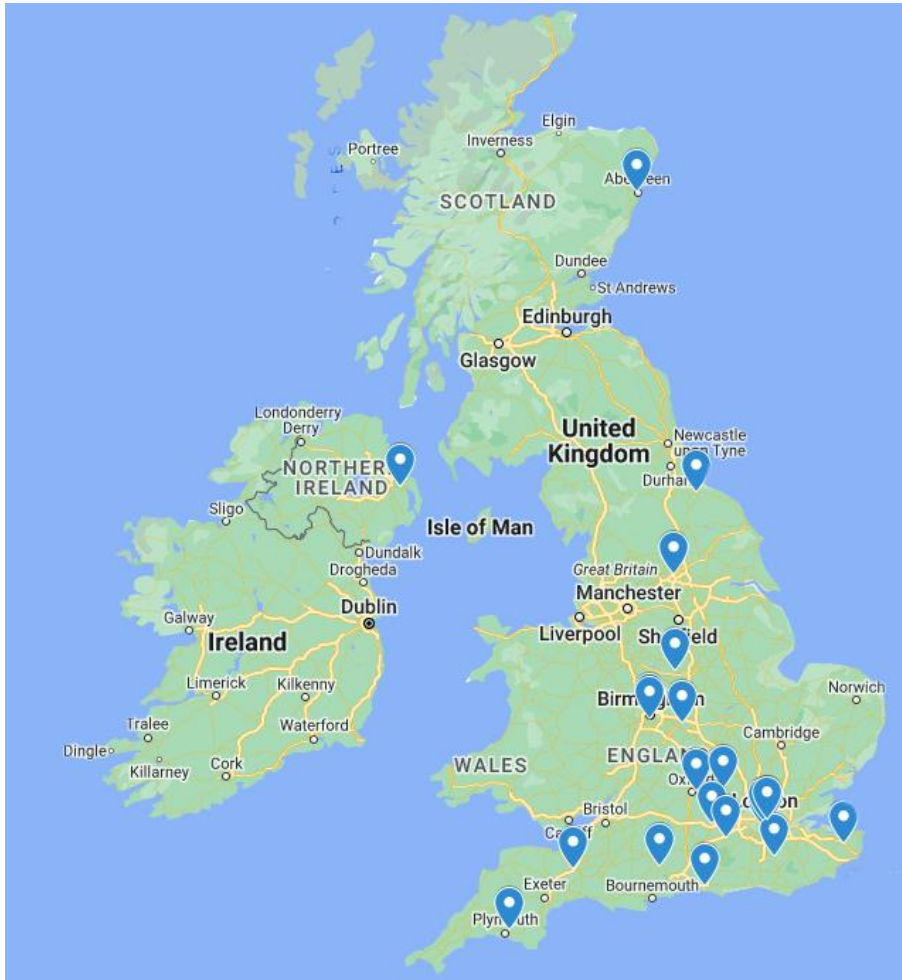 Elgin
Inverness
Portree
SCOTLAND
Dundee
St Andrews
Edinburgh
Glasgow
Londonderry
Derry
United
Kingdom
Newcastle
upon Tyne
NORTHERN
IRELAND
Sligo
Isle of Man
Dundalk
Drogheda
Great Britain
Manchester
Dublin
Galway
Ireland
Liverpool
Limerick
Kilkenny
Norwich
Tralee
Waterford
Cambridge
Dingle
Killarney
Cork
WALES
ENGLAND
Bristol
Exeter
Bournemouth